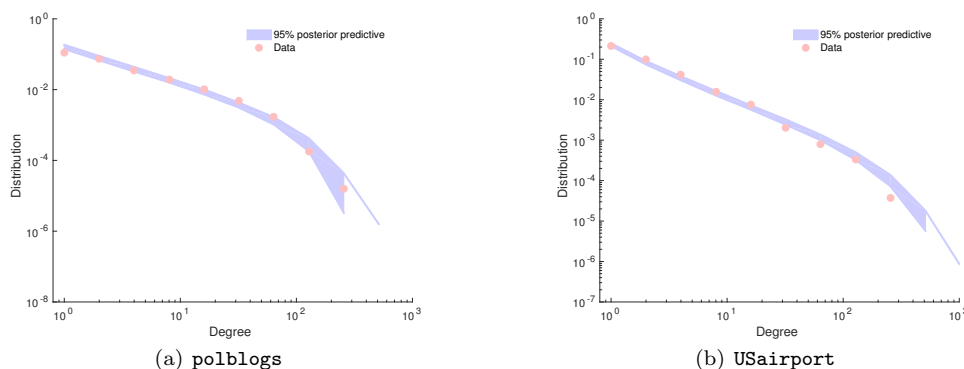 10^0
10^-2
10^-4
10^-6
10^-8
Distribution
95% posterior predictive
Data
10^0
10^1
10^2
10^3
Degree
(a) polblogs
10^0
10^-1
10^-2
10^-3
10^-4
10^-5
10^-6
10^-7
Distribution
95% posterior predictive
Data
10^0
10^1
10^2
10^3
Degree
(b) USairport